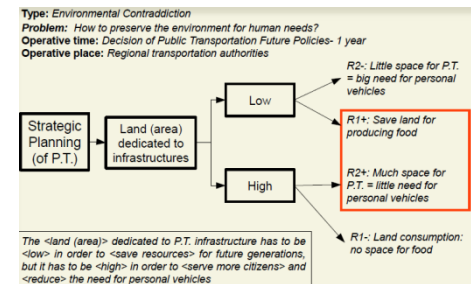 Type: Environmental Contraddiction
Problem: How to preserve the environment for human needs?
Operative time: Decision of Public Transportation Future Policies- 1 year
Operative place: Regional transportation authorities
R2-: Little space for P.T.
= big need for personal
vehicles
Low
R1+: Save land for
producing food
Strategic
Planning
(of P.T.)
Land (area)
dedicated to
infrastructures
R2+: Much space for
P.T. = little need for
personal vehicles
High
R1-: Land consumption:
no space for food
The <land (area)> dedicated to P.T. infrastructure has to be
<low> in order to <save resources> for future generations,
but it has to be <high> in order to <serve more citizens> and
<reduce> the need for personal vehicles